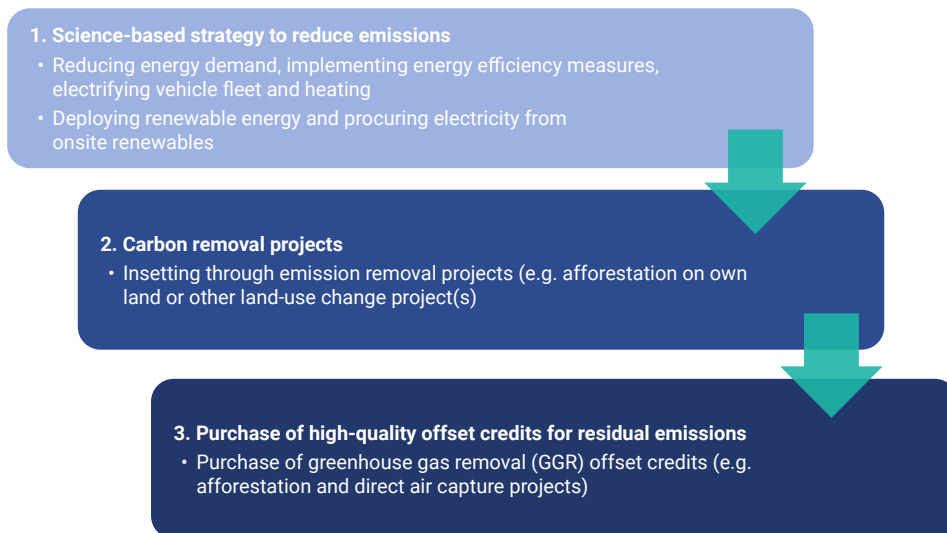 1. Science-based strategy to reduce emissions
• Reducing energy demand, implementing energy efficiency measures,
electrifying vehicle fleet and heating
• Deploying renewable energy and procuring electricity from
onsite renewables
2. Carbon removal projects
• Insetting through emission removal projects (e.g. afforestation on own
land or other land-use change project(s)
3. Purchase of high-quality offset credits for residual emissions
• Purchase of greenhouse gas removal (GGR) offset credits (e.g.
afforestation and direct air capture projects)